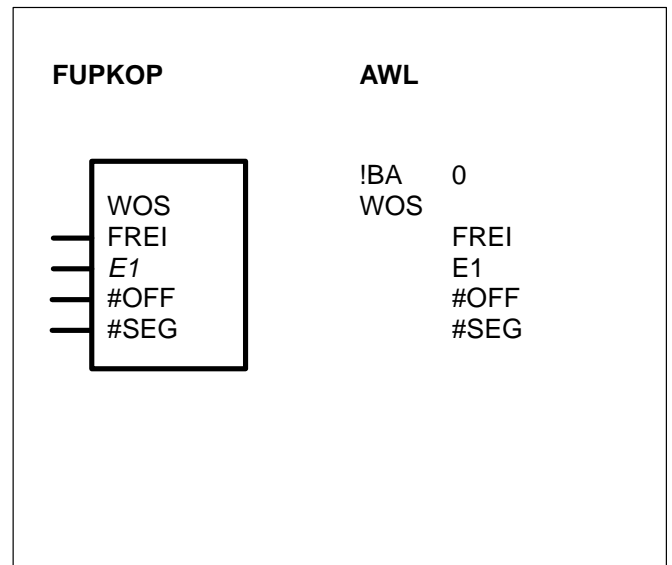 FUPKOP AWL
WOS
FREI
E1
#OFF
#SEG
!BA 0
WOS
FREI
E1
#OFF
#SEG